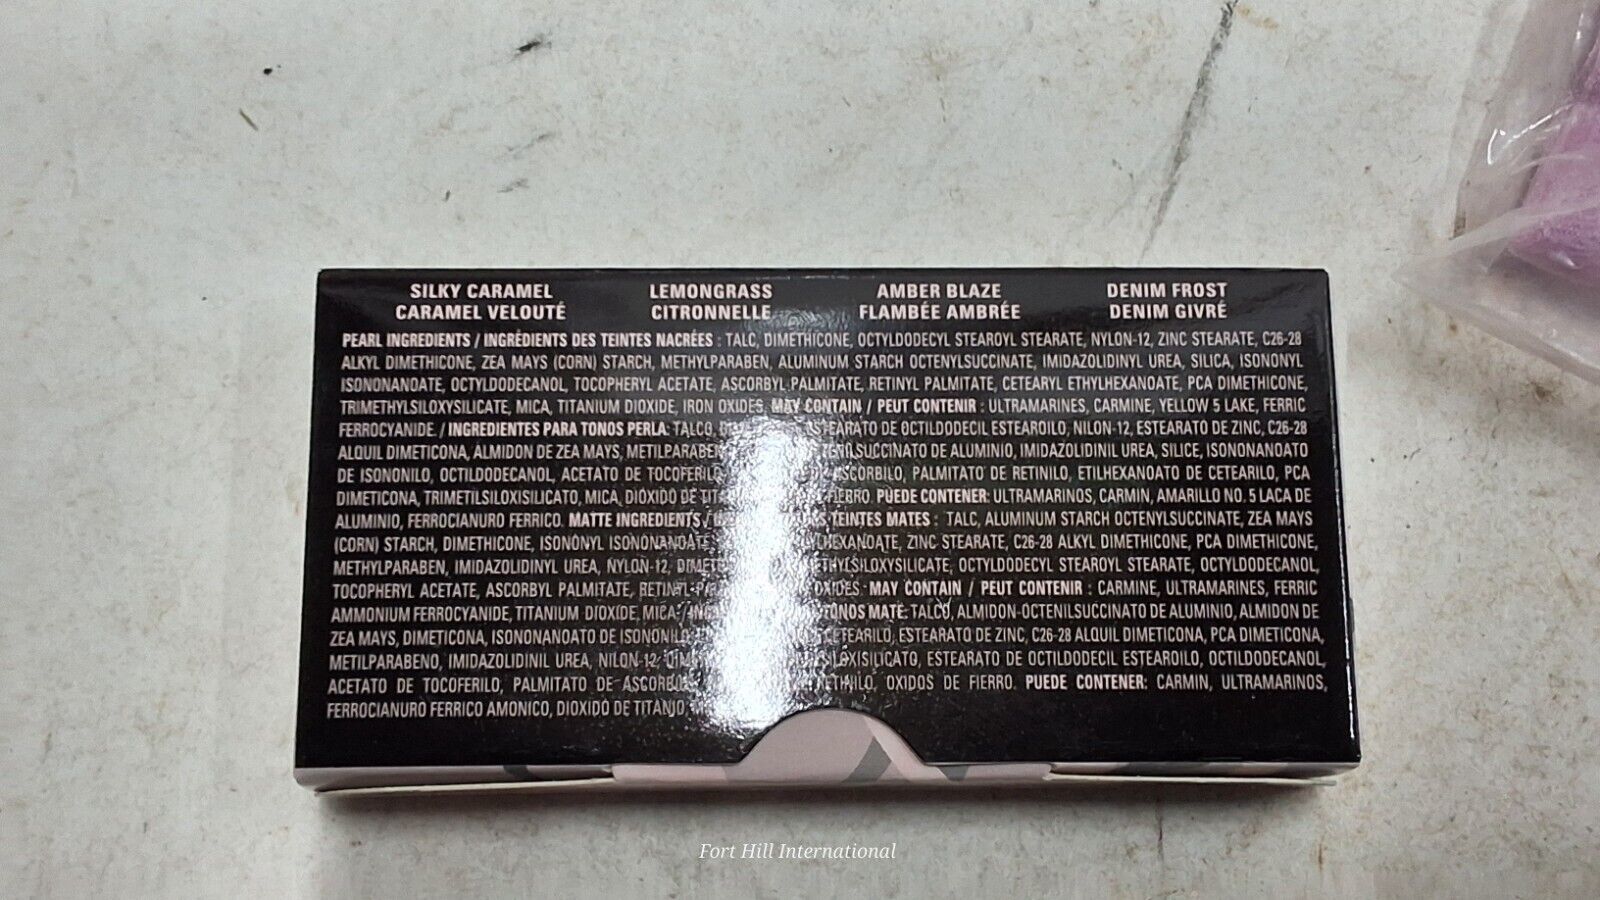 SILKY CARAMEL LEMONGRASS AMBER BLAZE DENIM FROST
CARAMEL VELOUTÉ CITRONNELLE FLAMBÉE AMBRÉE DENIM GIVRÉ
PEARL INGREDIENTS / INGRÉDIENTS DES TEINTES NACRÉES : TALC, DIMETHICONE, OCTYLDODECYL STEAROYL STEARATE, NYLON-12, ZINC STEARATE, C26-28
ALKYL DIMETHICONE, ZEA MAYS (CORN) STARCH, METHYLPARABEN, ALUMINUM STARCH OCTENYLSUCCINATE, IMIDAZOLIDINYL UREA, SILICA, ISONONYL
ISONONANOATE, OCTYLDODECANOL, TOCOPHERYL ACETATE, ASCORBYL PALMITATE, RETINYL PALMITATE, CETEARYL ETHYLHEXANOATE, PCA DIMETHICONE,
TRIMETHYLSILOXYSILICATE, MICA, TITANIUM DIOXIDE, IRON OXIDES. MAY CONTAIN / PEUT CONTENIR : ULTRAMARINES, CARMINE, YELLOW 5 LAKE, FERRIC
FERROCYANIDE. / INGREDIENTES PARA TONOS PERLA: TALCO, ESTEARATO DE OCTILDODECIL ESTEAROILO, NILON-12, ESTEARATO DE ZINC, C26-28
ALQUIL DIMETICONA, ALMIDON DE ZEA MAYS, DE ALUMINIO, IMIDAZOLIDINIL UREA, SILICE, ISONONANOATO
DE ISONONILO, OCTILDODECANOL, ACETATO DE ASCORBILO, PALMITATO DE RETINILO, ETILHEXANOATO DE CETEARILO, PCA
DIMETICONA, TRIMETILSILOXISILICATO, MICA, DIOXIDO DE FIERRO. PUEDE CONTENER: ULTRAMARINOS, CARMIN, AMARILLO NO. 5 LACA DE
ALUMINIO, FERROCIANURO FERRICO. MATTE INGREDIENTS / TEINTES MATES : TALC, ALUMINUM STARCH OCTENYLSUCCINATE, ZEA MAYS
(CORN) STARCH, DIMETHICONE, ISONONYL ISONONANOATE ZINC STEARATE, C26-28 ALKYL DIMETHICONE, PCA DIMETHICONE,
METHYLPARABEN, IMIDAZOLIDINYL UREA, NYLON-12, OCTYLDODECYL STEAROYL STEARATE, OCTYLDODECANOL,
TOCOPHERYL ACETATE, ASCORBYL PALMITATE, OXIDES. MAY CONTAIN / PEUT CONTENIR : CARMINE, ULTRAMARINES, FERRIC
AMMONIUM FERROCYANIDE, TITANIUM DIOXIDE, MICA. TONOS MATE: TALCO, ALMIDON-OCTENILSUCCINATO DE ALUMINIO, ALMIDON DE
ZEA MAYS, DIMETICONA, ISONONANOATO DE ISONONILO, CETEARILO, ESTEARATO DE ZINC, C26-28 ALQUIL DIMETICONA, PCA DIMETICONA,
METILPARABENO, IMIDAZOLIDINIL UREA, NILON-12, ESTEARATO DE OCTILDODECIL ESTEAROILO, OCTILDODECANOL,
ACETATO DE TOCOFERILO, PALMITATO DE OXIDOS DE FIERRO. PUEDE CONTENER: CARMIN, ULTRAMARINOS,
FERROCIANURO FERRICO AMONICO, DIOXIDO DE TITANIO
Fort Hill International